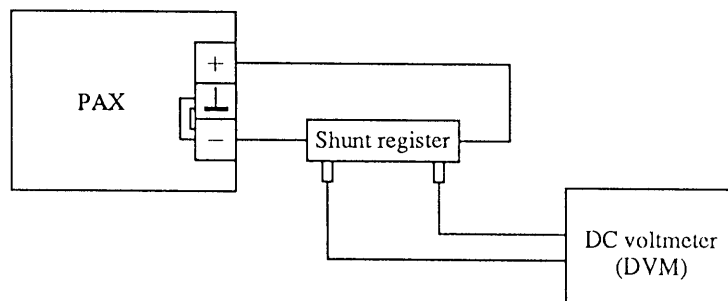 PAX
+
⊥
−
Shunt register
DC voltmeter
(DVM)